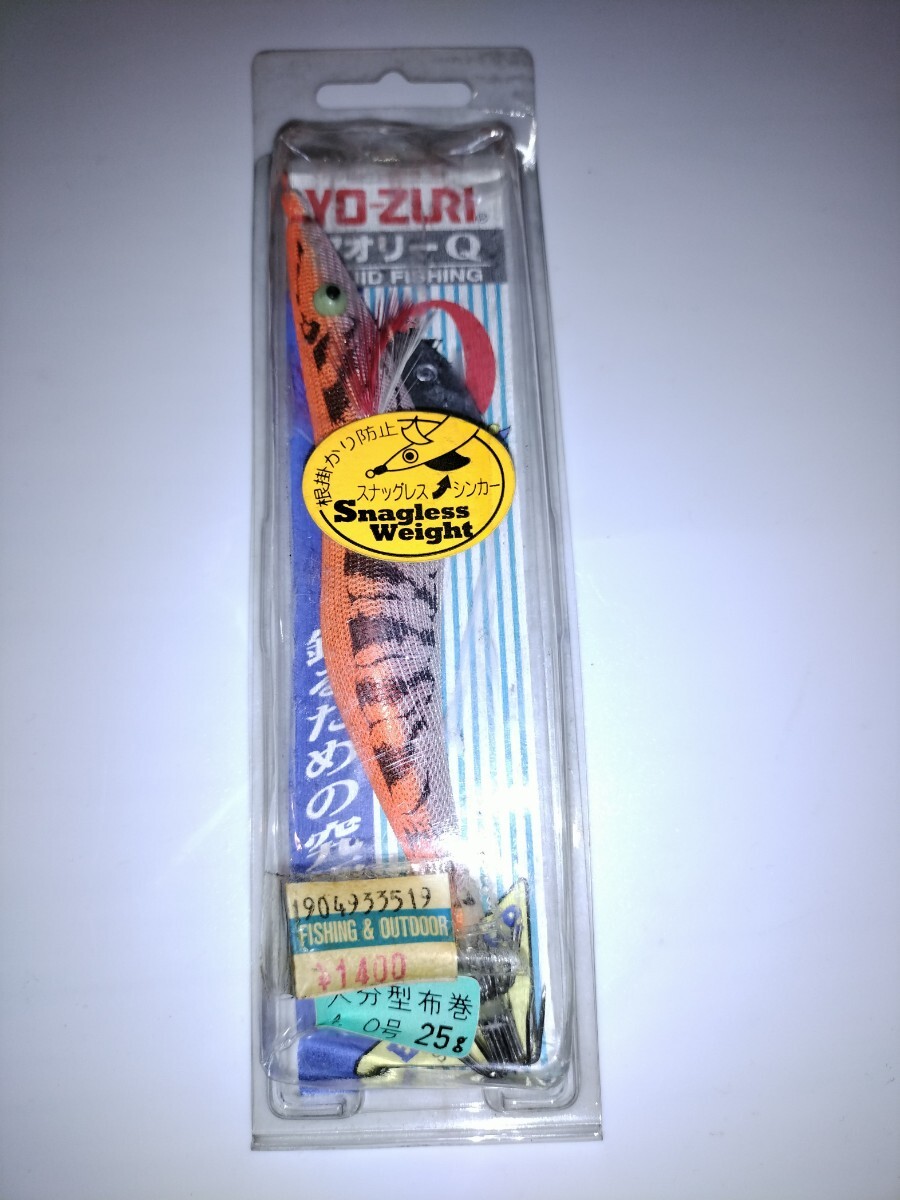 YO-ZURI®
アオリーQ
SQUID FISHING
根掛かり防止
スナッグレス シンカー
Snagless
Weight
釣るための究
1904933519
FISHING & OUTDOOR
¥1400
大分型布巻
0号 25g